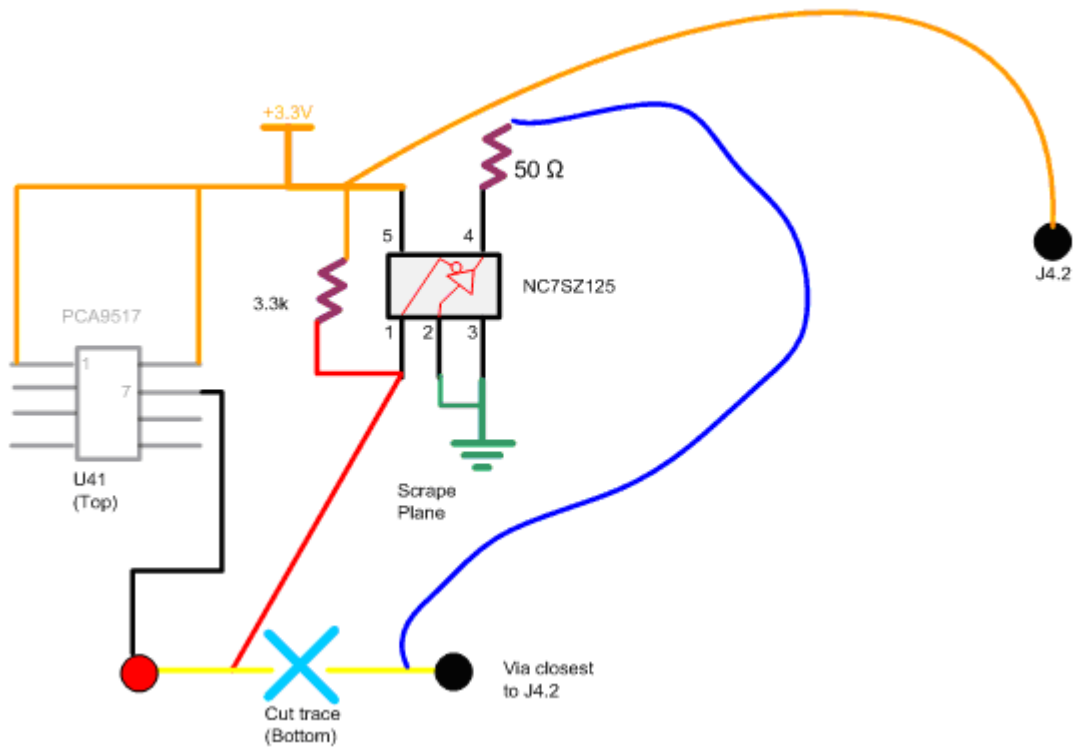 +3.3V
50 Ω
5
4
NC7SZ125
J4.2
3.3k
1
2
3
PCA9517
1
7
U41
(Top)
Scrape
Plane
Via closest
to J4.2
Cut trace
(Bottom)